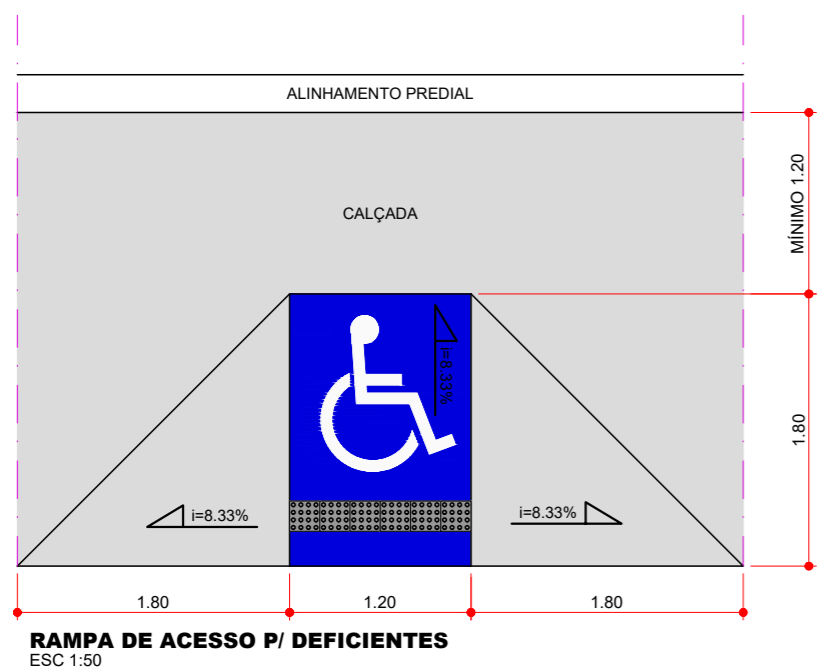 ALINHAMENTO PREDIAL
CALÇADA
MÍNIMO 1.20
i=8.33%
1.80
i=8.33%
i=8.33%
1.80
1.20
1.80
RAMPA DE ACESSO P/ DEFICIENTES
ESC 1:50